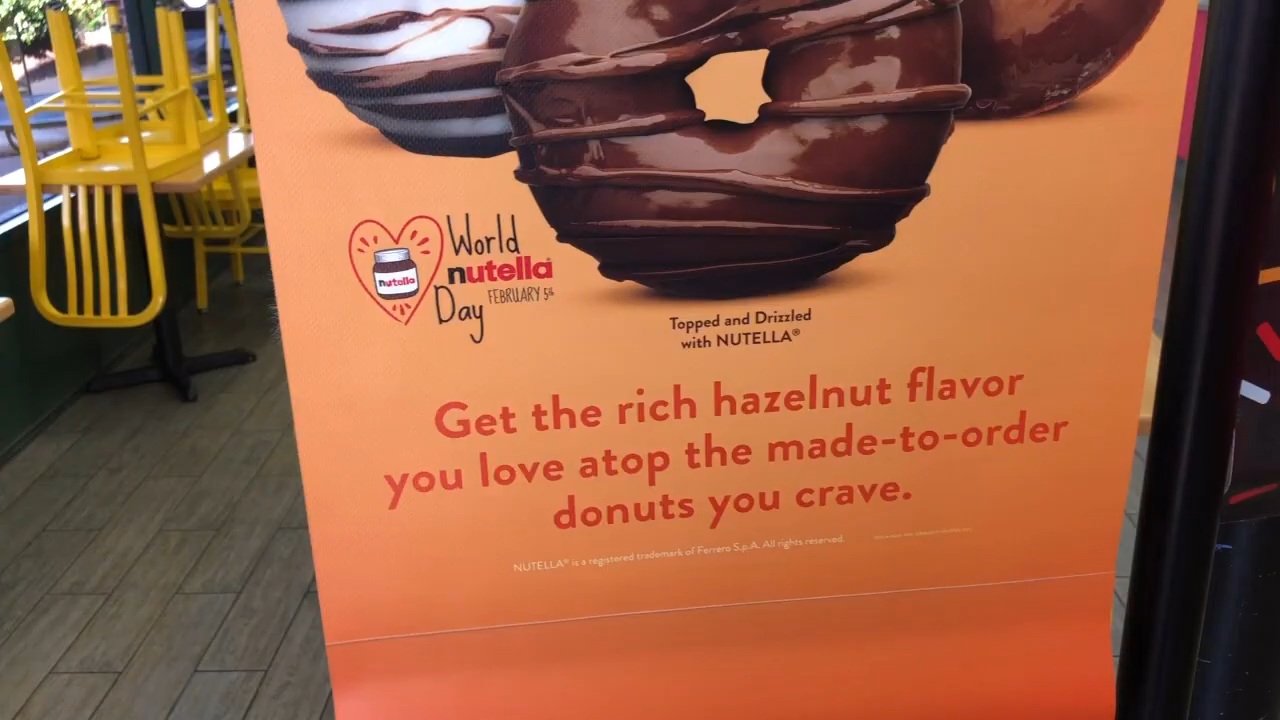 World
nutella
nutella
Day FEBRUARY 5th
Topped and Drizzled
with NUTELLA®
Get the rich hazelnut flavor
you love atop the made-to-order
donuts you crave.
NUTELLA® is a registered trademark of Ferrero S.p.A. All rights reserved.